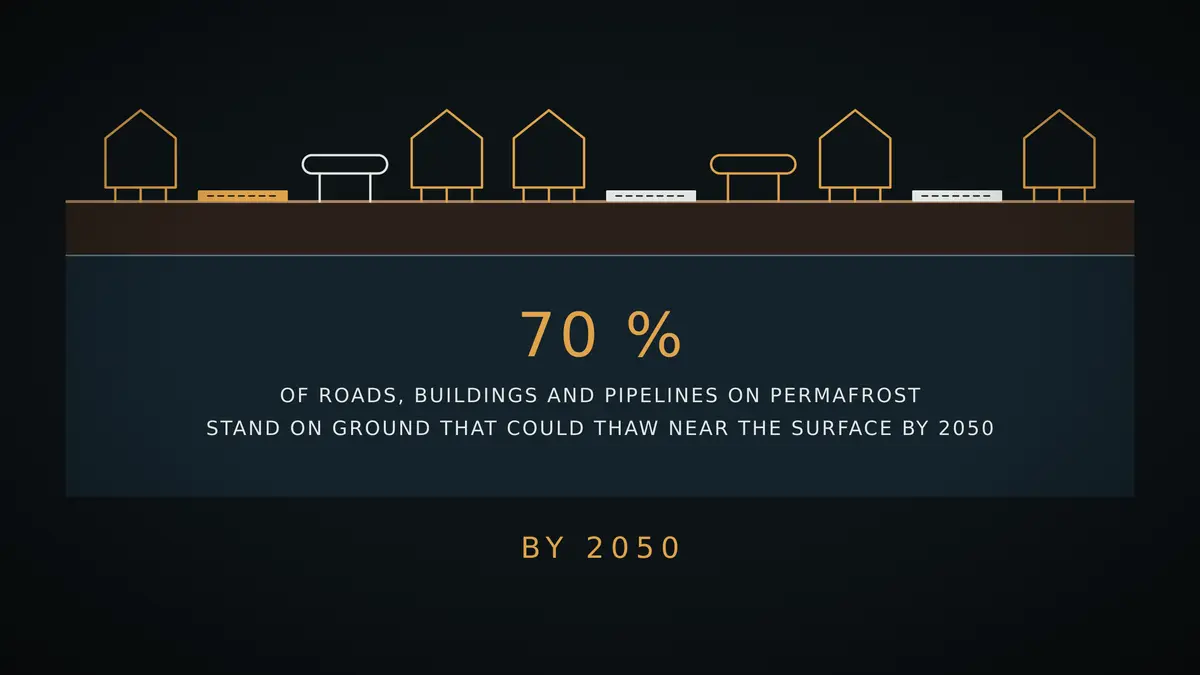 70 %
OF ROADS, BUILDINGS AND PIPELINES ON PERMAFROST
STAND ON GROUND THAT COULD THAW NEAR THE SURFACE BY 2050
BY 2050